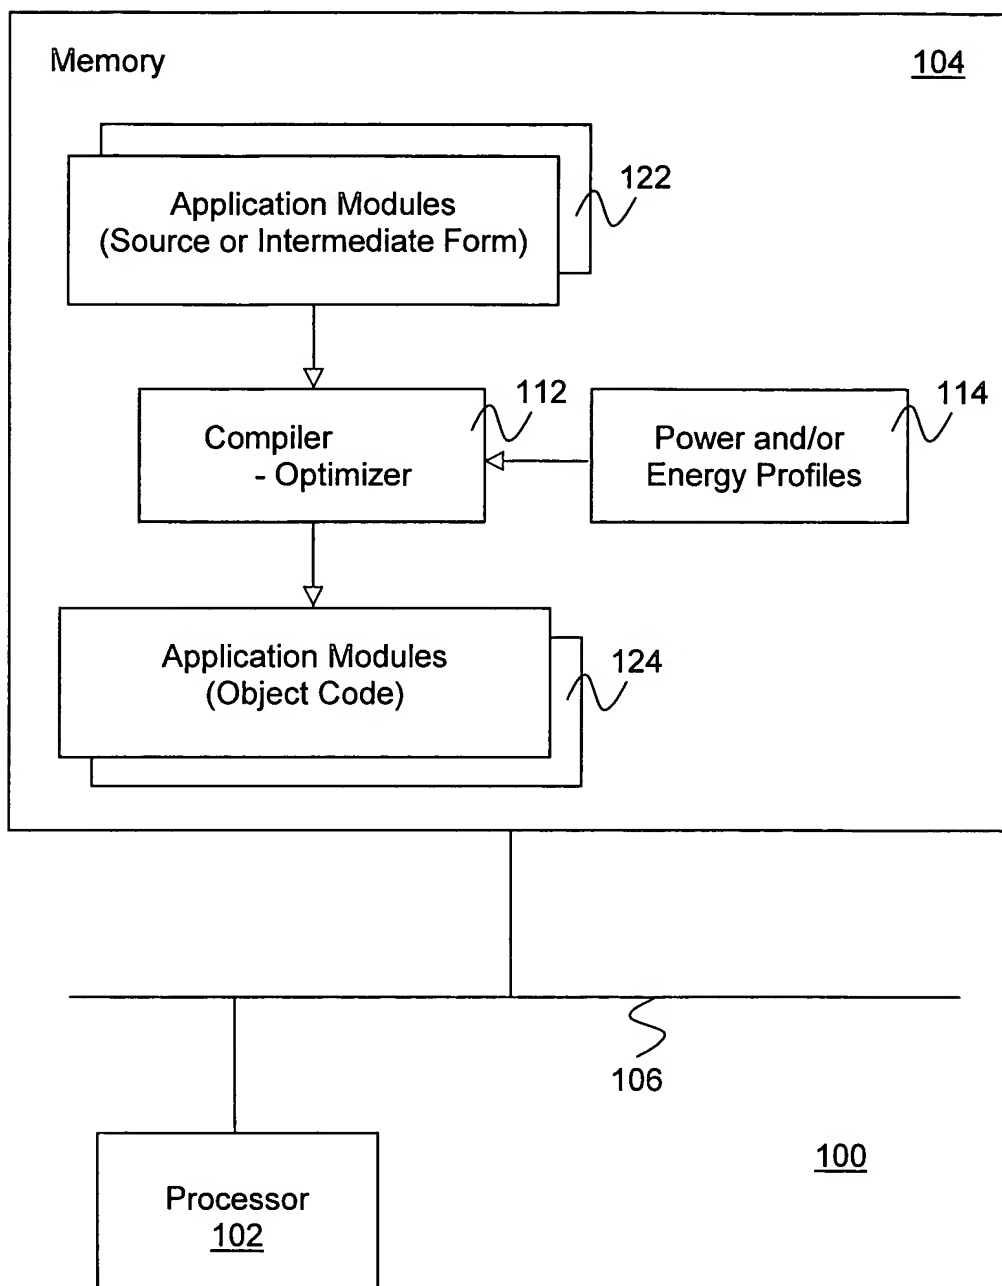 Memory 104
Application Modules
(Source or Intermediate Form)
122
Compiler
- Optimizer
112
Power and/or
Energy Profiles
114
Application Modules
(Object Code)
124
106
100
Processor
102